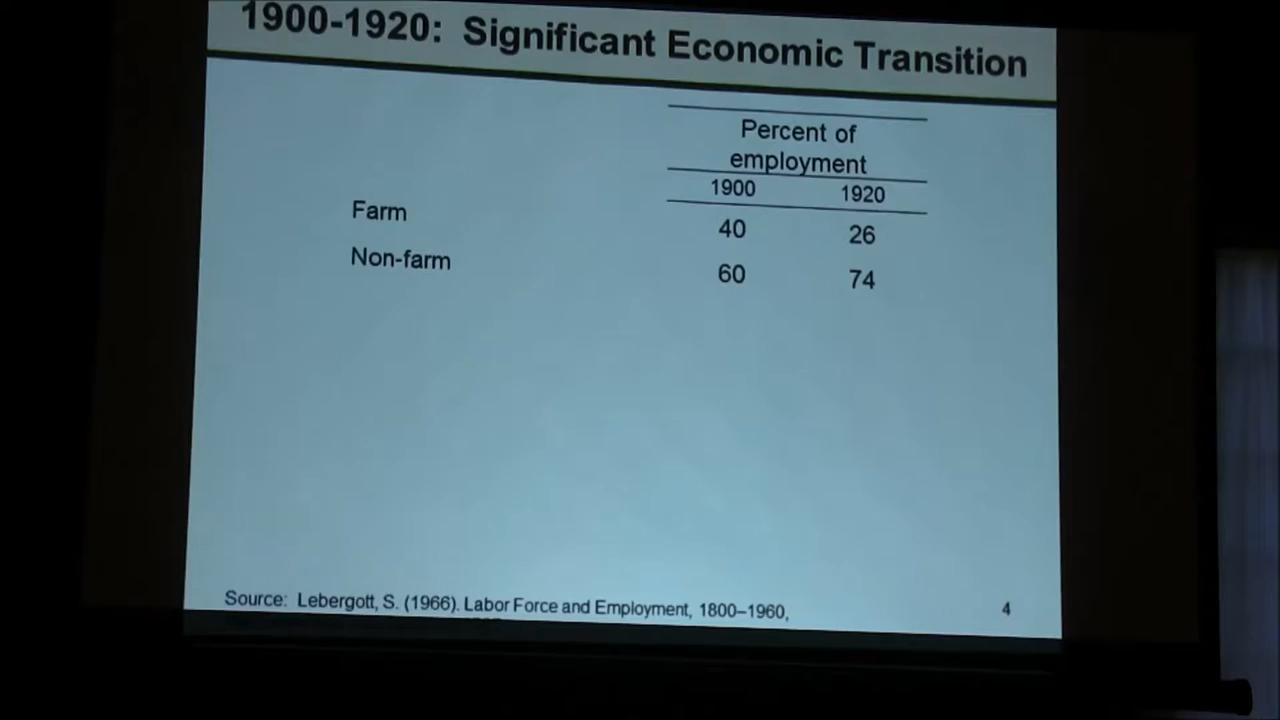 1900-1920: Significant Economic Transition
Percent of
employment
1900 1920
Farm 40 26
Non-farm 60 74
Source: Lebergott, S. (1966). Labor Force and Employment, 1800–1960,
4